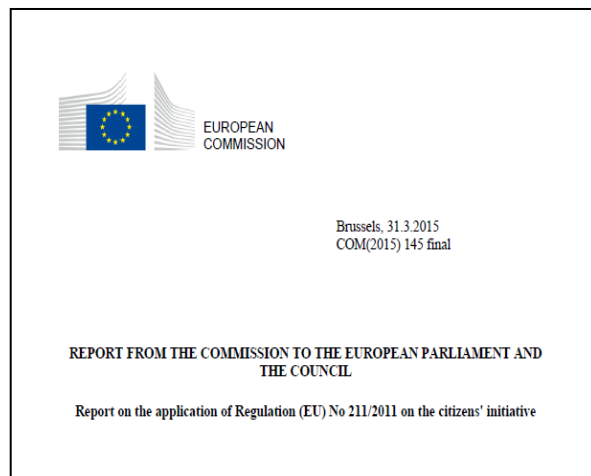 EUROPEAN
COMMISSION
Brussels, 31.3.2015
COM(2015) 145 final
REPORT FROM THE COMMISSION TO THE EUROPEAN PARLIAMENT AND
THE COUNCIL
Report on the application of Regulation (EU) No 211/2011 on the citizens' initiative